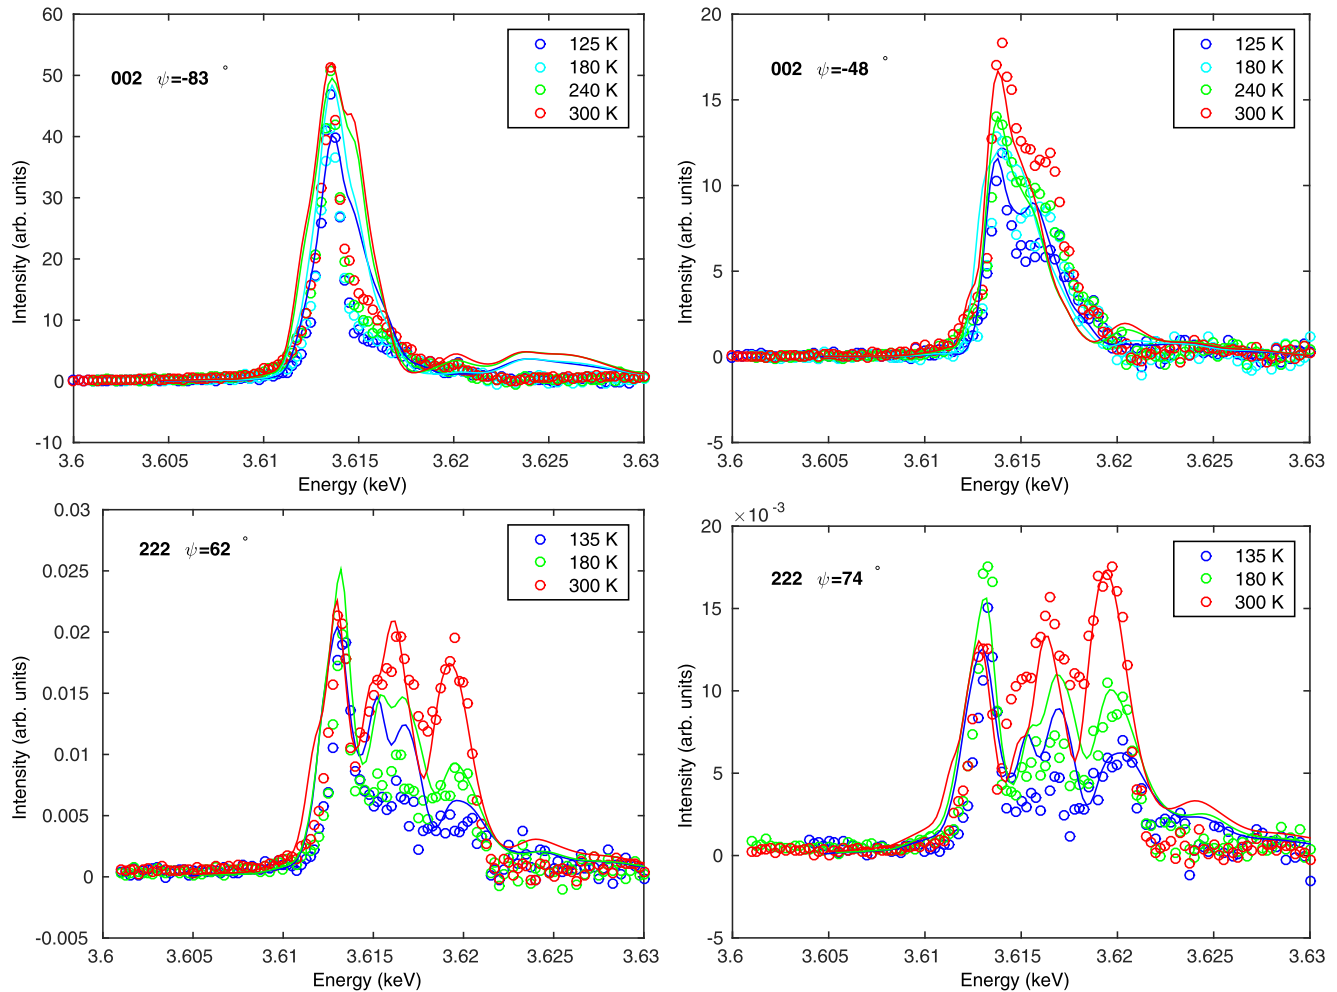 60
50
40
30
20
10
0
-10
3.6
3.605
3.61
3.615
3.62
3.625
3.63
Energy (keV)
Intensity (arb. units)
002 ψ=-83 °
125 K
180 K
240 K
300 K
20
15
10
5
0
-5
3.6
3.605
3.61
3.615
3.62
3.625
3.63
Energy (keV)
Intensity (arb. units)
002 ψ=-48 °
125 K
180 K
240 K
300 K
0.03
0.025
0.02
0.015
0.01
0.005
0
-0.005
3.6
3.605
3.61
3.615
3.62
3.625
3.63
Energy (keV)
Intensity (arb. units)
222 ψ=62 °
135 K
180 K
300 K
×10 -3
20
15
10
5
0
-5
3.6
3.605
3.61
3.615
3.62
3.625
3.63
Energy (keV)
Intensity (arb. units)
222 ψ=74 °
135 K
180 K
300 K